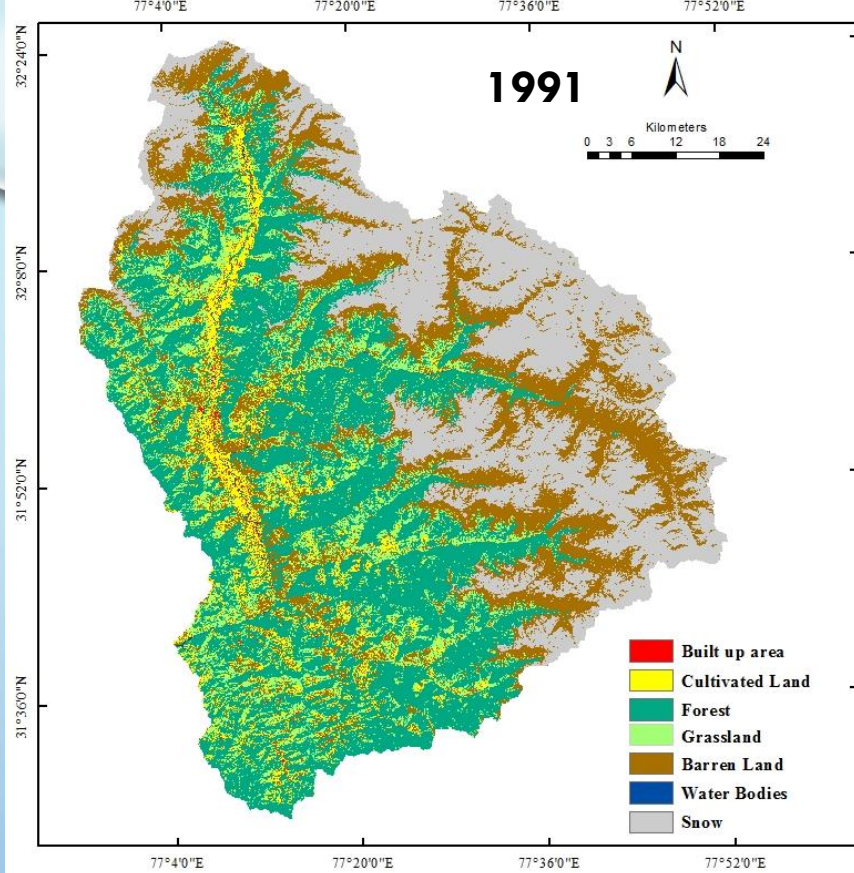 77°4'0"E 77°20'0"E 77°36'0"E 77°52'0"E
32°24'0"N
32°8'0"N
31°52'0"N
31°36'0"N
1991
N
Kilometers
0 3 6 12 18 24
Built up area
Cultivated Land
Forest
Grassland
Barren Land
Water Bodies
Snow
77°4'0"E 77°20'0"E 77°36'0"E 77°52'0"E